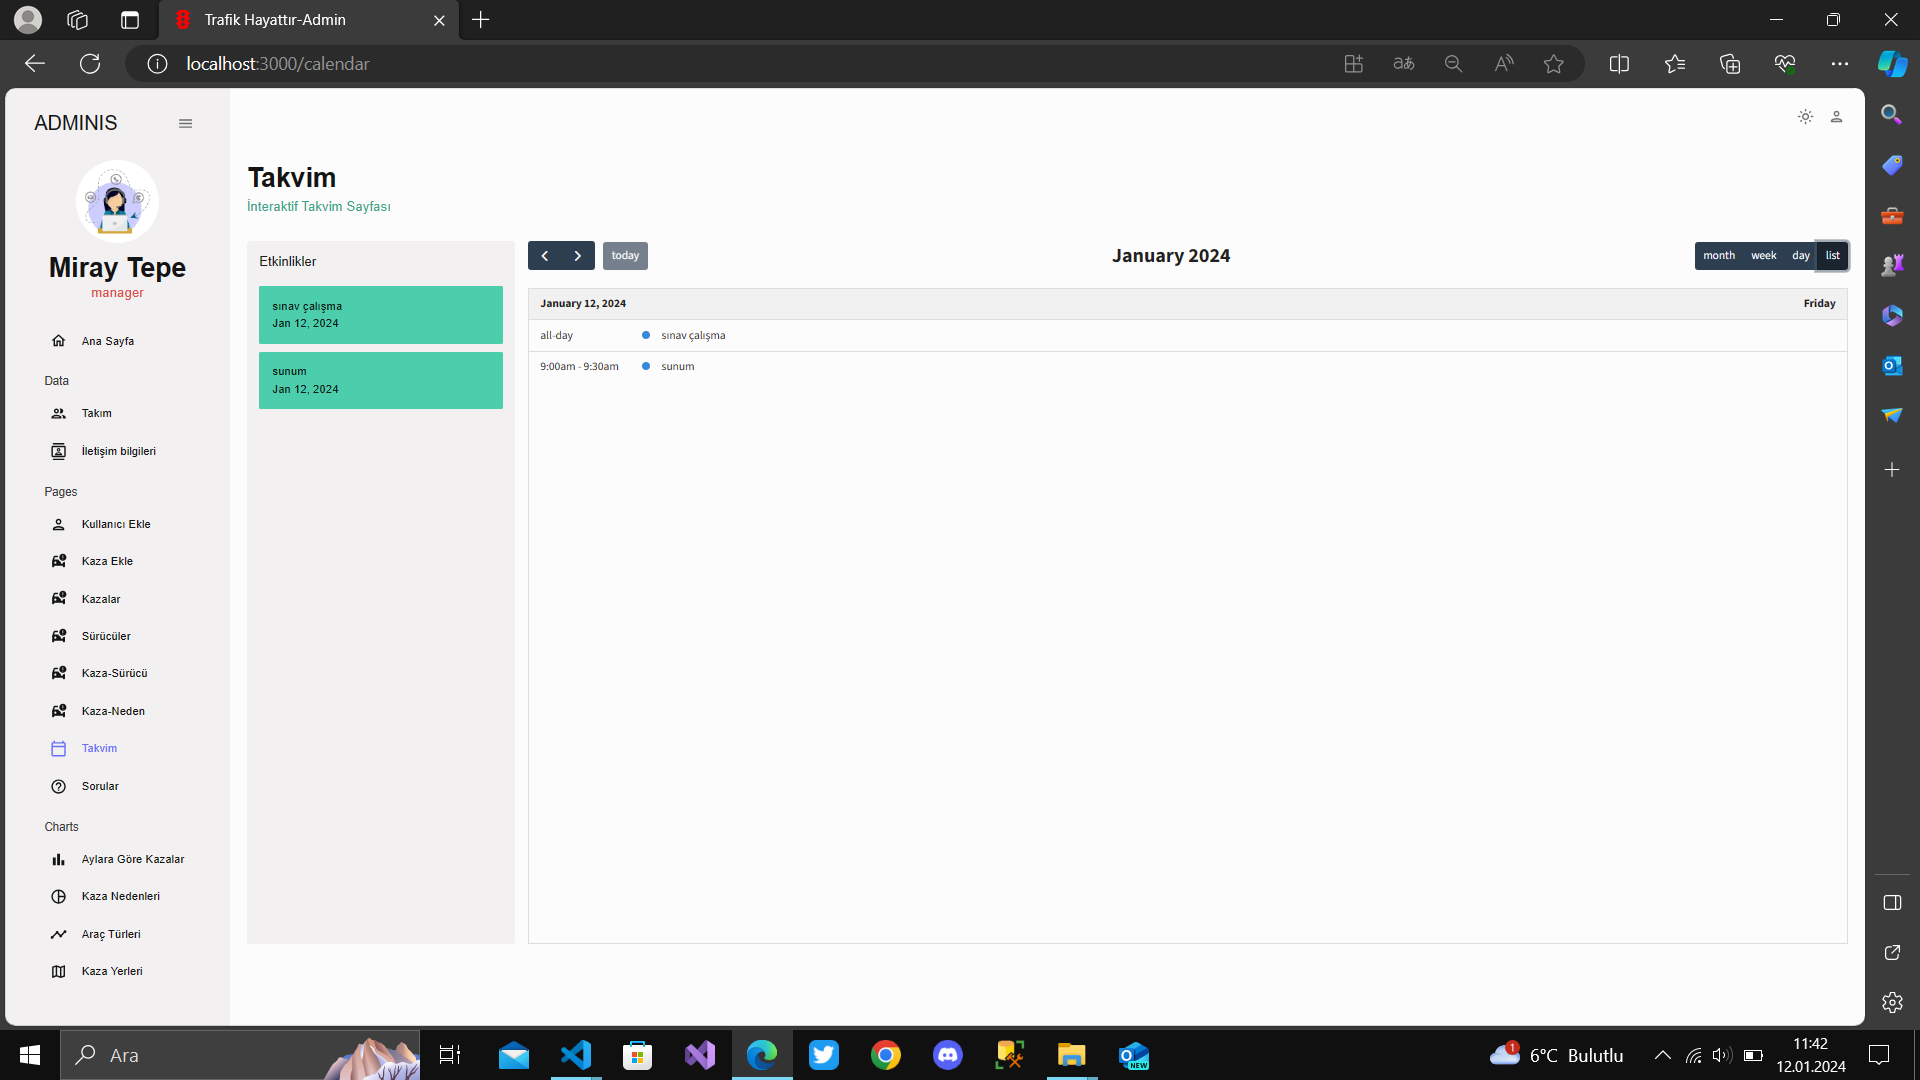 Trafik Hayattır-Admin
localhost:3000/calendar
ADMINIS
Miray Tepe
manager
Ana Sayfa
Data
Takım
İletişim bilgileri
Pages
Kullanıcı Ekle
Kaza Ekle
Kazalar
Sürücüler
Kaza-Sürücü
Kaza-Neden
Takvim
Sorular
Charts
Aylara Göre Kazalar
Kaza Nedenleri
Araç Türleri
Kaza Yerleri
Takvim
İnteraktif Takvim Sayfası
Etkinlikler
sınav çalışma
Jan 12, 2024
sunum
Jan 12, 2024
today
January 2024
month week day list
January 12, 2024 Friday
all-day sınav çalışma
9:00am - 9:30am sunum
Ara
NEW
1
6°C Bulutlu
11:42
12.01.2024